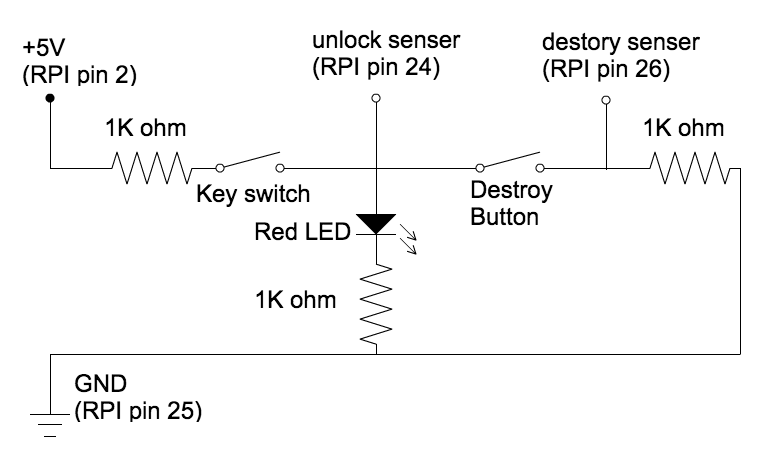 +5V
(RPI pin 2)
unlock senser
(RPI pin 24)
destory senser
(RPI pin 26)
1K ohm
1K ohm
Key switch
Destroy
Button
Red LED
1K ohm
GND
(RPI pin 25)